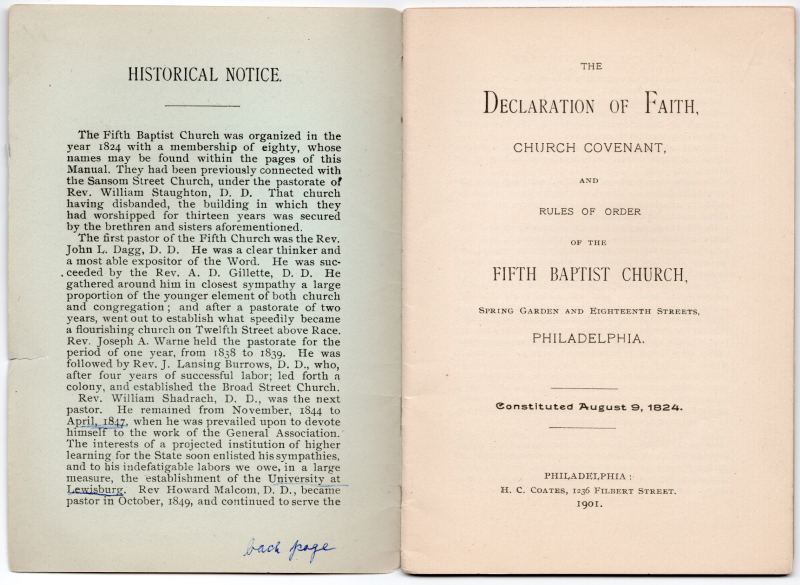 HISTORICAL NOTICE.
The Fifth Baptist Church was organized in the
year 1824 with a membership of eighty, whose
names may be found within the pages of this
Manual. They had been previously connected with
the Sansom Street Church, under the pastorate of
Rev. William Staughton, D. D. That church
having disbanded, the building in which they
had worshipped for thirteen years was secured
by the brethren and sisters aforementioned.
The first pastor of the Fifth Church was the Rev.
John L. Dagg, D. D. He was a clear thinker and
a most able expositor of the Word. He was suc-
ceeded by the Rev. A. D. Gillette, D. D. He
gathered around him in closest sympathy a large
proportion of the younger element of both church
and congregation; and after a pastorate of two
years, went out to establish what speedily became
a flourishing church on Twelfth Street above Race.
Rev. Joseph A. Warne held the pastorate for the
period of one year, from 1838 to 1839. He was
followed by Rev. J. Lansing Burrows, D. D., who,
after four years of successful labor; led forth a
colony, and established the Broad Street Church.
Rev. William Shadrach, D. D., was the next
pastor. He remained from November, 1844 to
April, 1847, when he was prevailed upon to devote
himself to the work of the General Association.
The interests of a projected institution of higher
learning for the State soon enlisted his sympathies,
and to his indefatigable labors we owe, in a large
measure, the establishment of the University at
Lewisburg. Rev Howard Malcom, D. D., became
pastor in October, 1849, and continued to serve the
back page
THE
DECLARATION OF FAITH,
CHURCH COVENANT,
AND
RULES OF ORDER
OF THE
FIFTH BAPTIST CHURCH,
SPRING GARDEN AND EIGHTEENTH STREETS,
PHILADELPHIA.
Constituted August 9, 1824.
PHILADELPHIA:
H. C. COATES, 1236 FILBERT STREET.
1901.